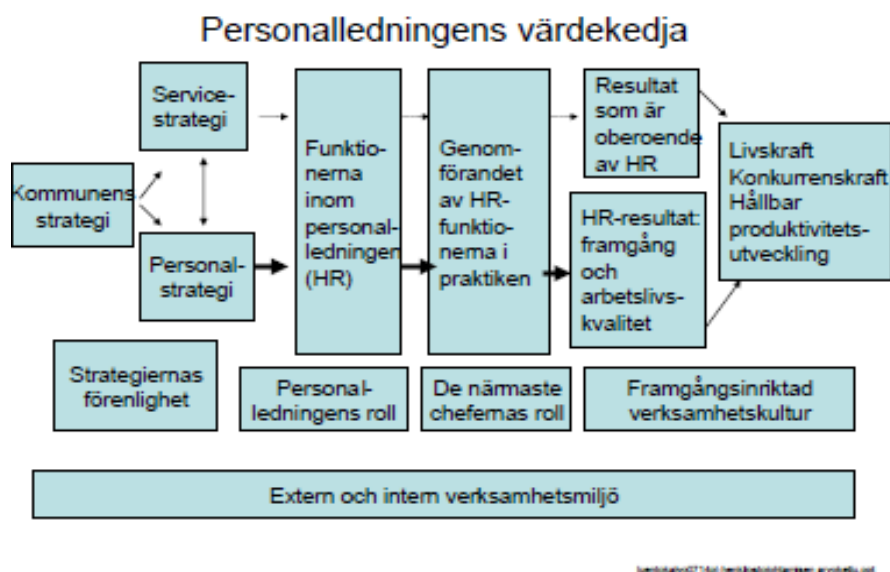 Personalledningens värdekedja
Service-
strategi
Kommunens
strategi
Personal-
strategi
Funktio-
nerna
inom
personal-
ledningen
(HR)
Genom-
förandet
av HR-
funktio-
nerna i
praktiken
Resultat
som är
oberoende
av HR
HR-resultat:
framgång
och
arbetslivs-
kvalitet
Livskraft
Konkurrenskraft
Hållbar
produktivitets-
utveckling
Strategiernas
förenlighet
Personal-
ledningens roll
De närmaste
chefernas roll
Framgångsinriktad
verksamhetskultur
Extern och intern verksamhetsmiljö